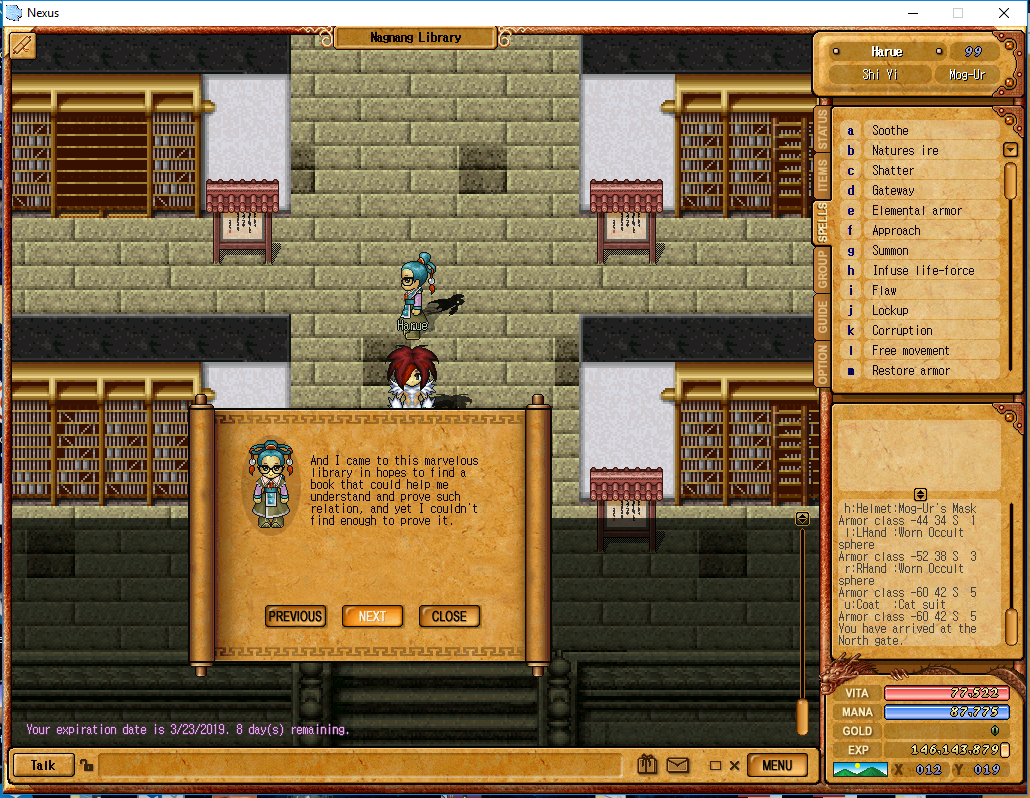 Nexus
Nagnang Library
Harue 99
Shi Yi Mog-Ur
STATUS
ITEMS
SPELLS
GROUP
GUIDE
OPTION
a Soothe
b Natures ire
c Shatter
d Gateway
e Elemental armor
f Approach
g Summon
h Infuse life-force
i Flaw
j Lockup
k Corruption
l Free movement
m Restore armor
Harue
And I came to this marvelous
library in hopes to find a
book that could help me
understand and prove such
relation, and yet I couldn't
find enough to prove it.
PREVIOUS NEXT CLOSE
h:Helmet:Mog-Ur's Mask
Armor class -44 34 S 1
l:LHand :Worn Occult
sphere
Armor class -52 38 S 3
r:RHand :Worn Occult
sphere
Armor class -60 42 S 5
u:Coat :Cat suit
Armor class -60 42 S 5
You have arrived at the
North gate.
VITA 77,522
MANA 87,775
GOLD 0
EXP 146,143,879
X 012 Y 019
Your expiration date is 3/23/2019. 8 day(s) remaining.
Talk
MENU